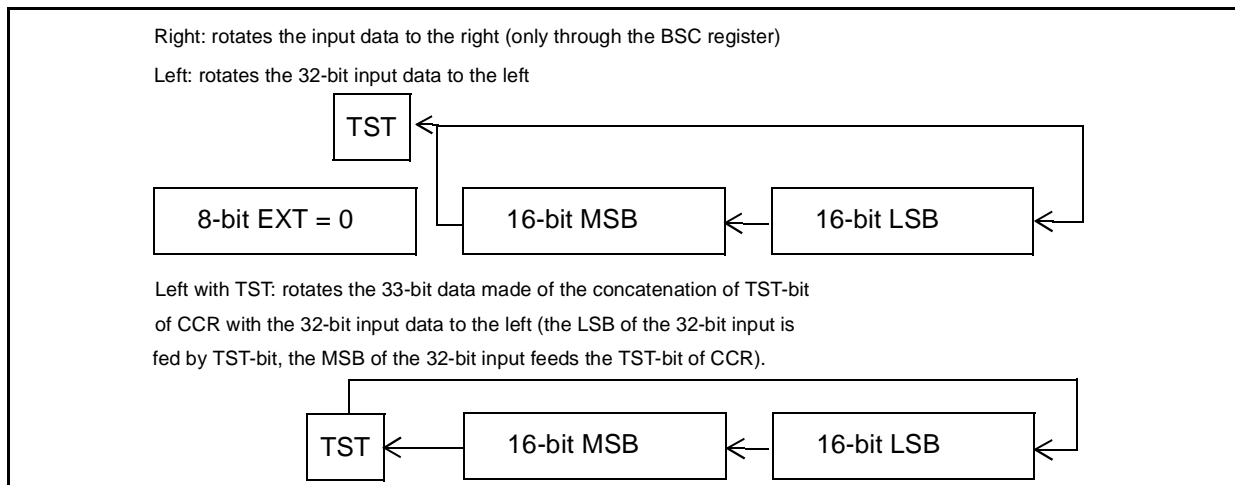 Right: rotates the input data to the right (only through the BSC register)
Left: rotates the 32-bit input data to the left
TST
8-bit EXT = 0
16-bit MSB
16-bit LSB
Left with TST: rotates the 33-bit data made of the concatenation of TST-bit
of CCR with the 32-bit input data to the left (the LSB of the 32-bit input is
fed by TST-bit, the MSB of the 32-bit input feeds the TST-bit of CCR).
TST
16-bit MSB
16-bit LSB